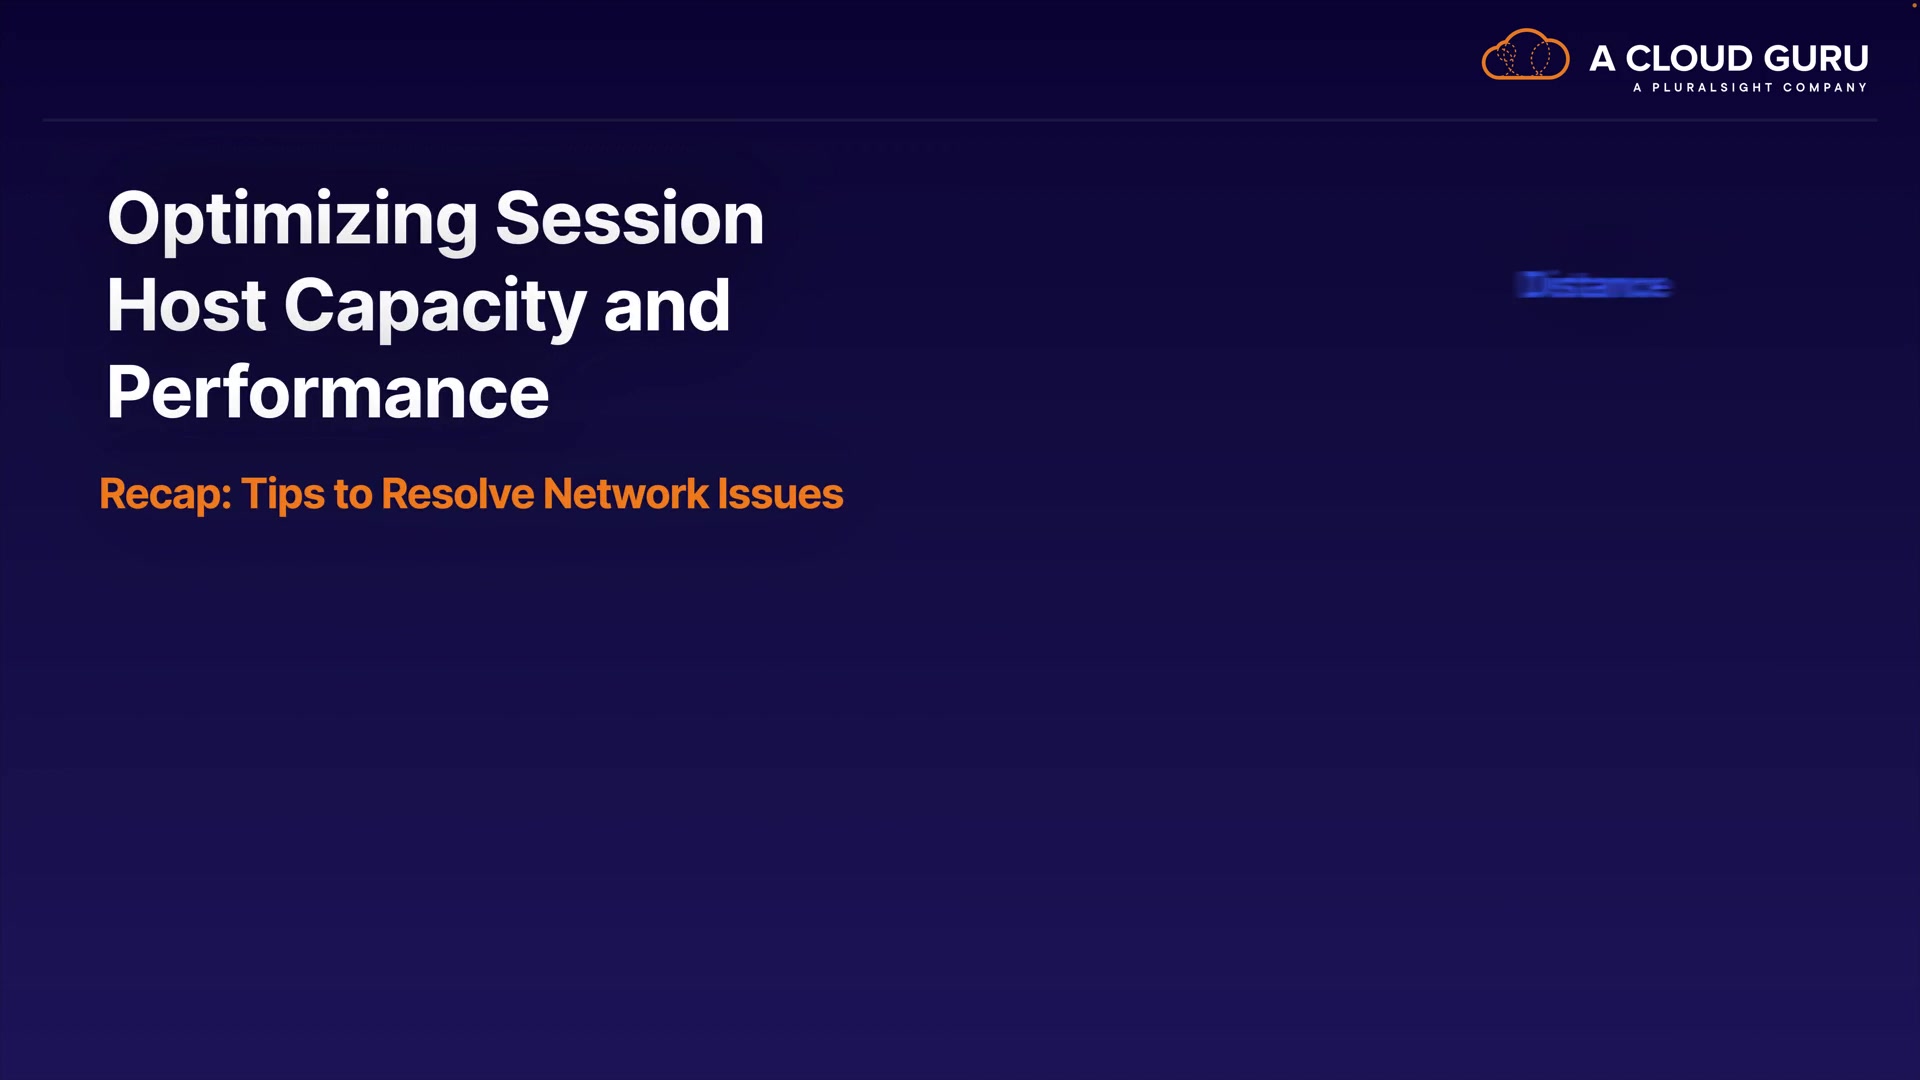 A CLOUD GURU
A PLURALSIGHT COMPANY
Optimizing Session
Host Capacity and
Performance
Distance
Recap: Tips to Resolve Network Issues